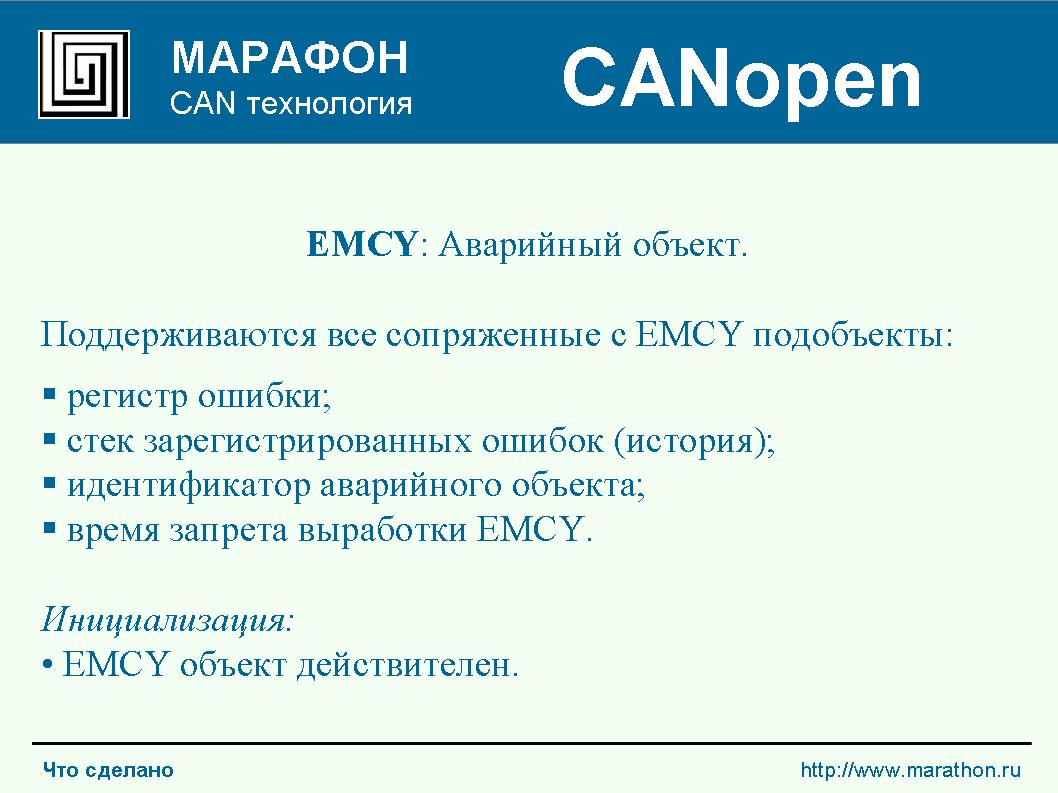 МАРАФОН
CAN технология
CANopen
EMCY: Аварийный объект.
Поддерживаются все сопряженные с EMCY подобъекты:
▪ регистр ошибки;
▪ стек зарегистрированных ошибок (история);
▪ идентификатор аварийного объекта;
▪ время запрета выработки EMCY.
Инициализация:
• EMCY объект действителен.
Что сделано
http://www.marathon.ru